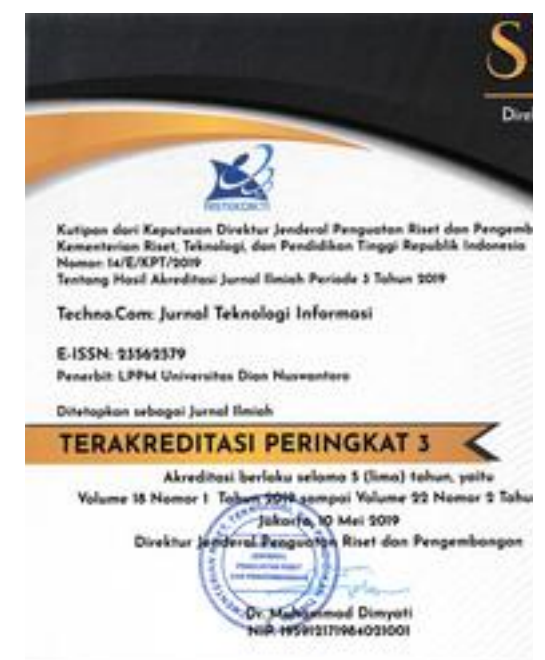 S
Direk
RISTEKDIKTI
Kutipan dari Keputusan Direktur Jenderal Penguatan Riset dan Pengemb
Kementerian Riset, Teknologi, dan Pendidikan Tinggi Republik Indonesia
Nomor: 14/E/KPT/2019
Tentang Hasil Akreditasi Jurnal Ilmiah Periode 3 Tahun 2019
Techno.Com: Jurnal Teknologi Informasi
E-ISSN: 23562579
Penerbit: LPPM Universitas Dian Nuswantoro
Ditetapkan sebagai Jurnal Ilmiah
TERAKREDITASI PERINGKAT 3
Akreditasi berlaku selama 5 (lima) tahun, yaitu
Volume 18 Nomor 1 Tahun 2019 sampai Volume 22 Nomor 2 Tahu
Jakarta, 10 Mei 2019
Direktur Jenderal Penguatan Riset dan Pengembangan
Dr. Muhammad Dimyati
NIP. 195912171984021001